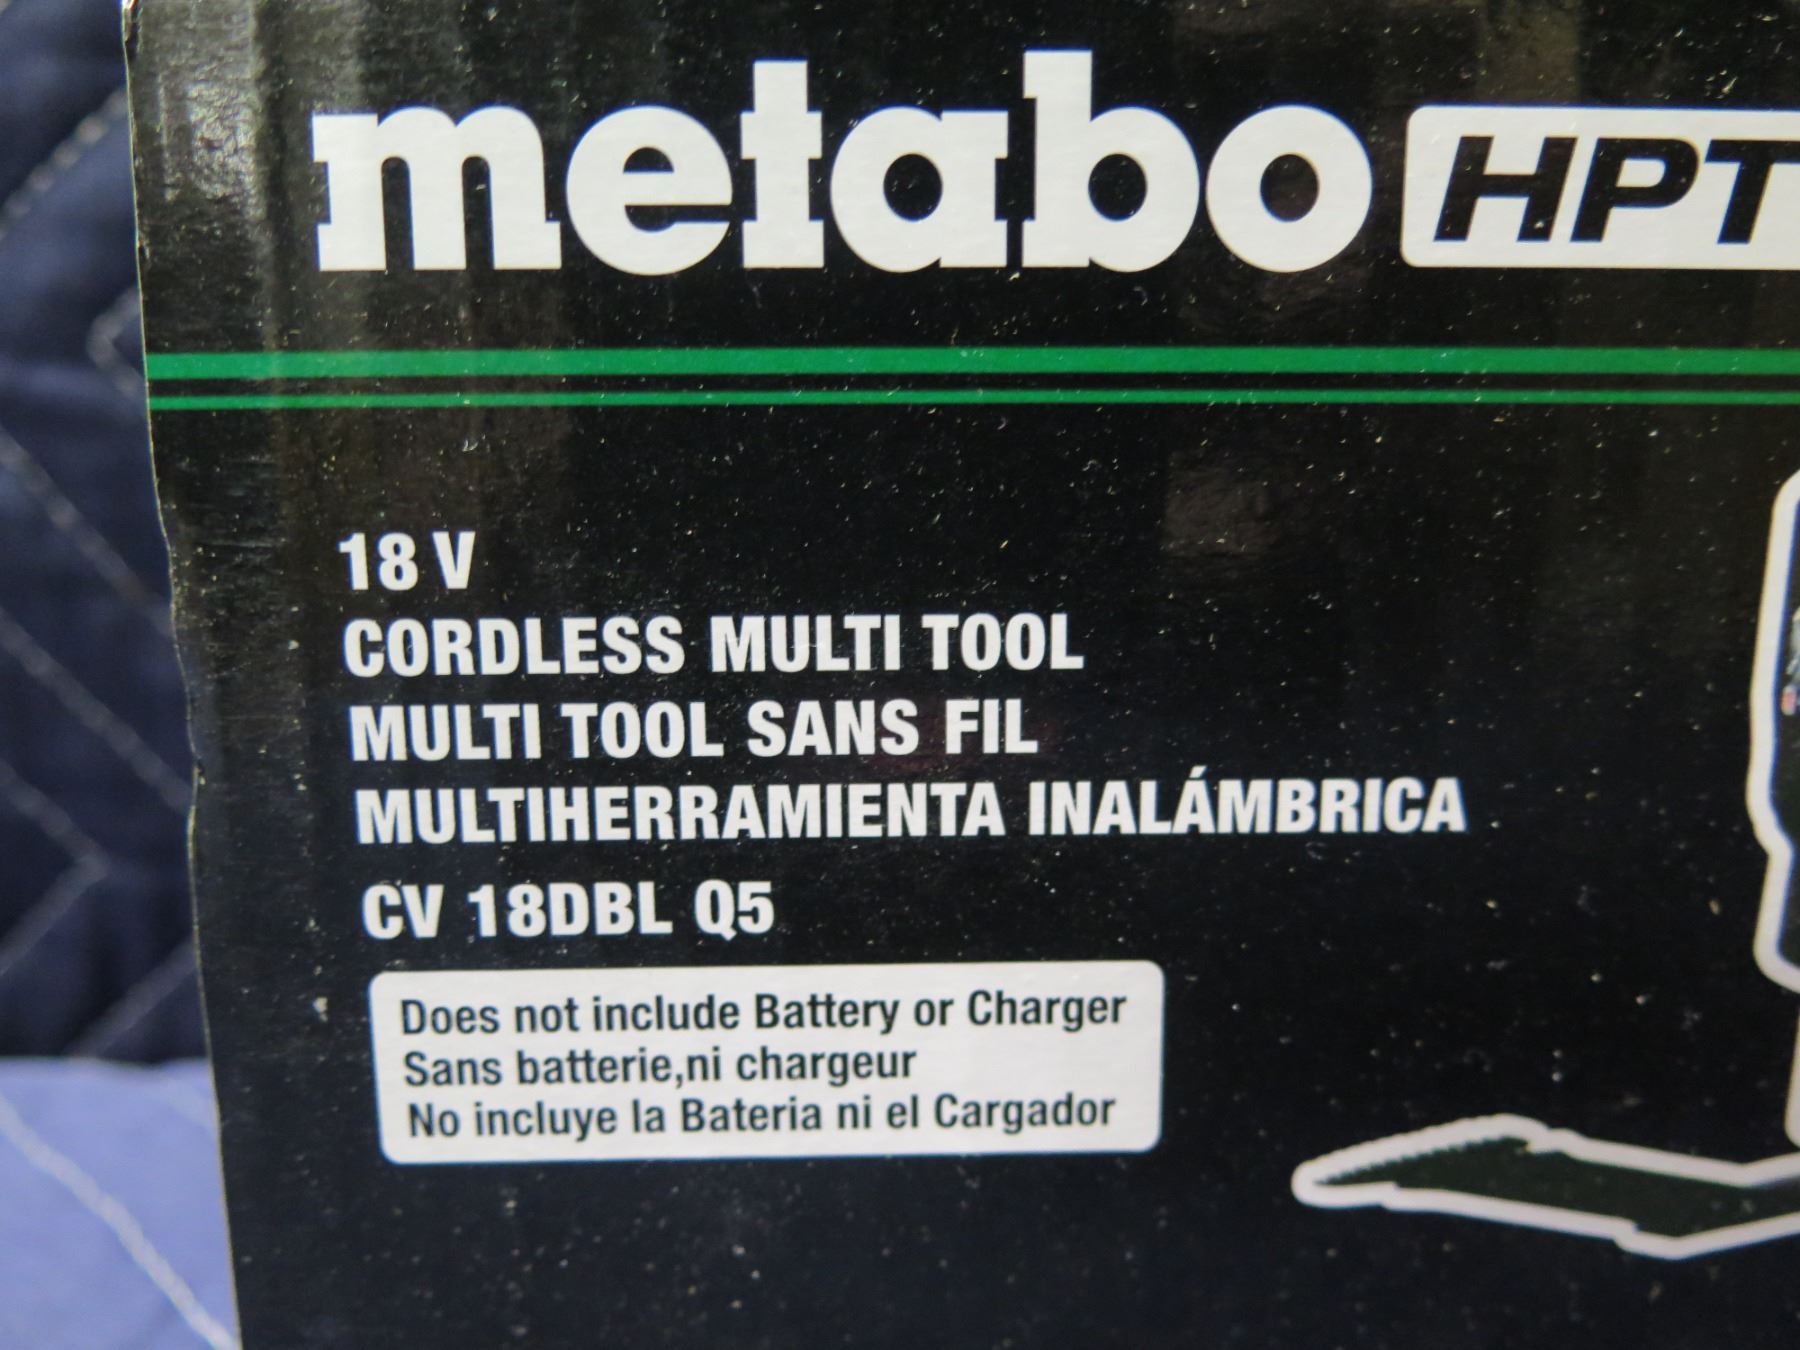 metabo HPT
18 V
CORDLESS MULTI TOOL
MULTI TOOL SANS FIL
MULTIHERRAMIENTA INALÁMBRICA
CV 18DBL Q5
Does not include Battery or Charger
Sans batterie,ni chargeur
No incluye la Bateria ni el Cargador